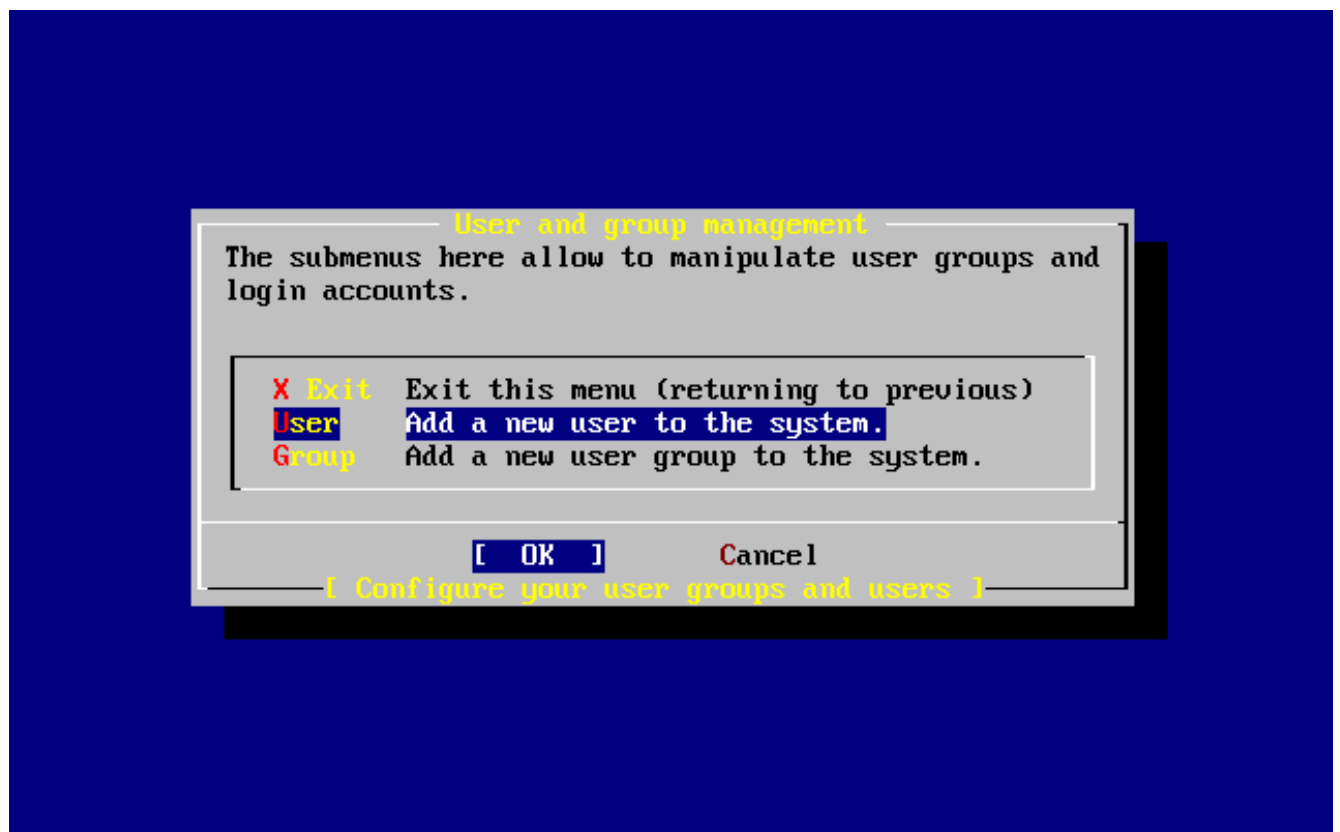 User and group management
The submenus here allow to manipulate user groups and
login accounts.
X Exit Exit this menu (returning to previous)
User Add a new user to the system.
Group Add a new user group to the system.
[ OK ] Cancel
[ Configure your user groups and users ]